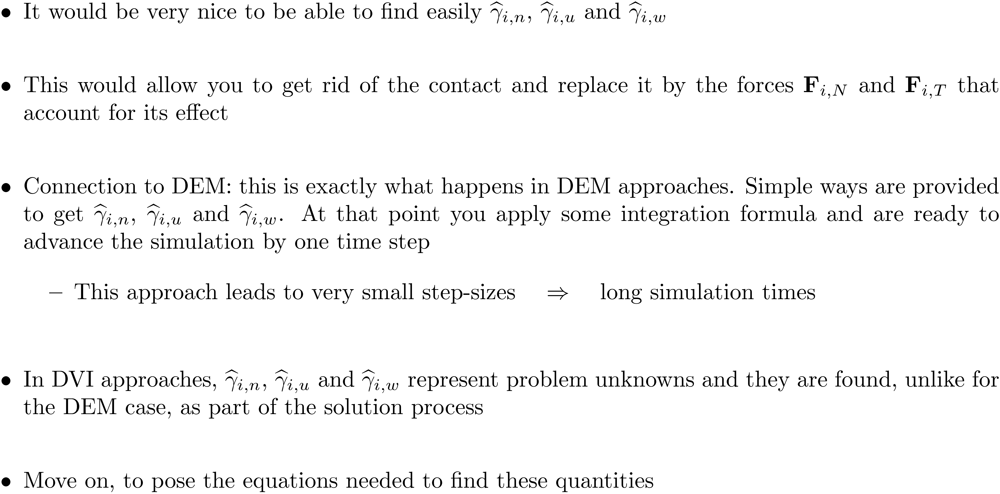 • It would be very nice to be able to find easily $\widehat{\gamma}_{i,n}$, $\widehat{\gamma}_{i,u}$ and $\widehat{\gamma}_{i,w}$
• This would allow you to get rid of the contact and replace it by the forces $\mathbf{F}_{i,N}$ and $\mathbf{F}_{i,T}$ that
account for its effect
• Connection to DEM: this is exactly what happens in DEM approaches. Simple ways are provided
to get $\widehat{\gamma}_{i,n}$, $\widehat{\gamma}_{i,u}$ and $\widehat{\gamma}_{i,w}$. At that point you apply some integration formula and are ready to
advance the simulation by one time step
– This approach leads to very small step-sizes ⇒ long simulation times
• In DVI approaches, $\widehat{\gamma}_{i,n}$, $\widehat{\gamma}_{i,u}$ and $\widehat{\gamma}_{i,w}$ represent problem unknowns and they are found, unlike for
the DEM case, as part of the solution process
• Move on, to pose the equations needed to find these quantities